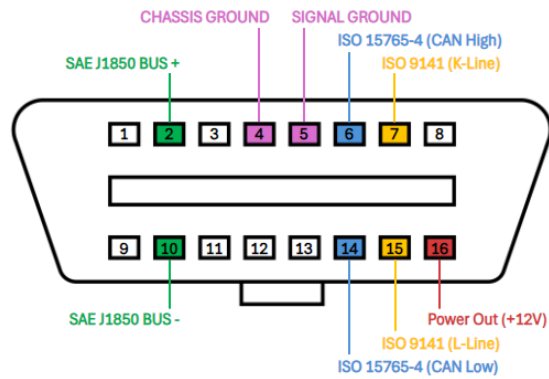 CHASSIS GROUND
SIGNAL GROUND
ISO 15765-4 (CAN High)
SAE J1850 BUS +
ISO 9141 (K-Line)
1 2 3 4 5 6 7 8
9 10 11 12 13 14 15 16
SAE J1850 BUS -
Power Out (+12V)
ISO 9141 (L-Line)
ISO 15765-4 (CAN Low)